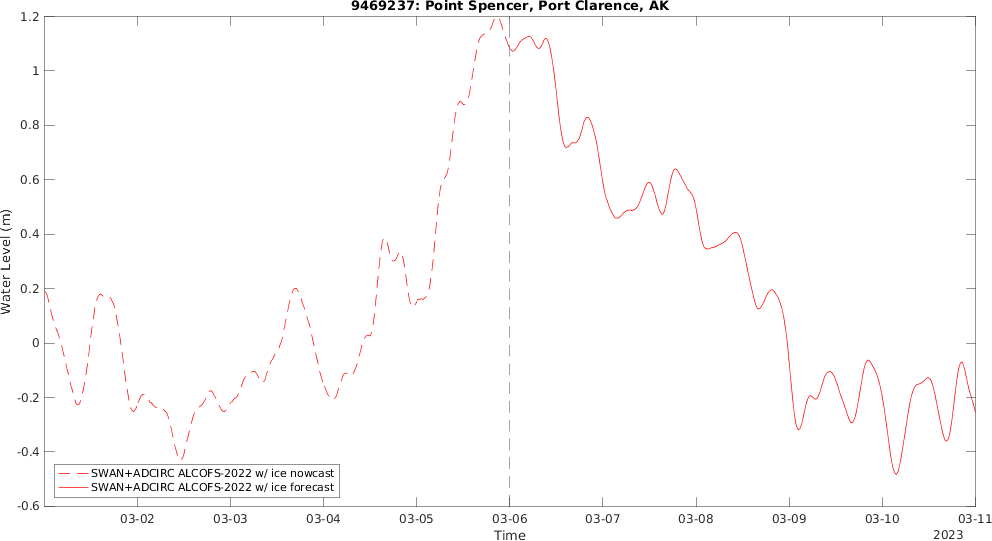 9469237: Point Spencer, Port Clarence, AK
1.2
1
0.8
0.6
0.4
0.2
0
-0.2
-0.4
-0.6
Water Level (m)
SWAN+ADCIRC ALCOFS-2022 w/ ice nowcast
SWAN+ADCIRC ALCOFS-2022 w/ ice forecast
03-02 03-03 03-04 03-05 03-06 03-07 03-08 03-09 03-10 03-11
Time
2023